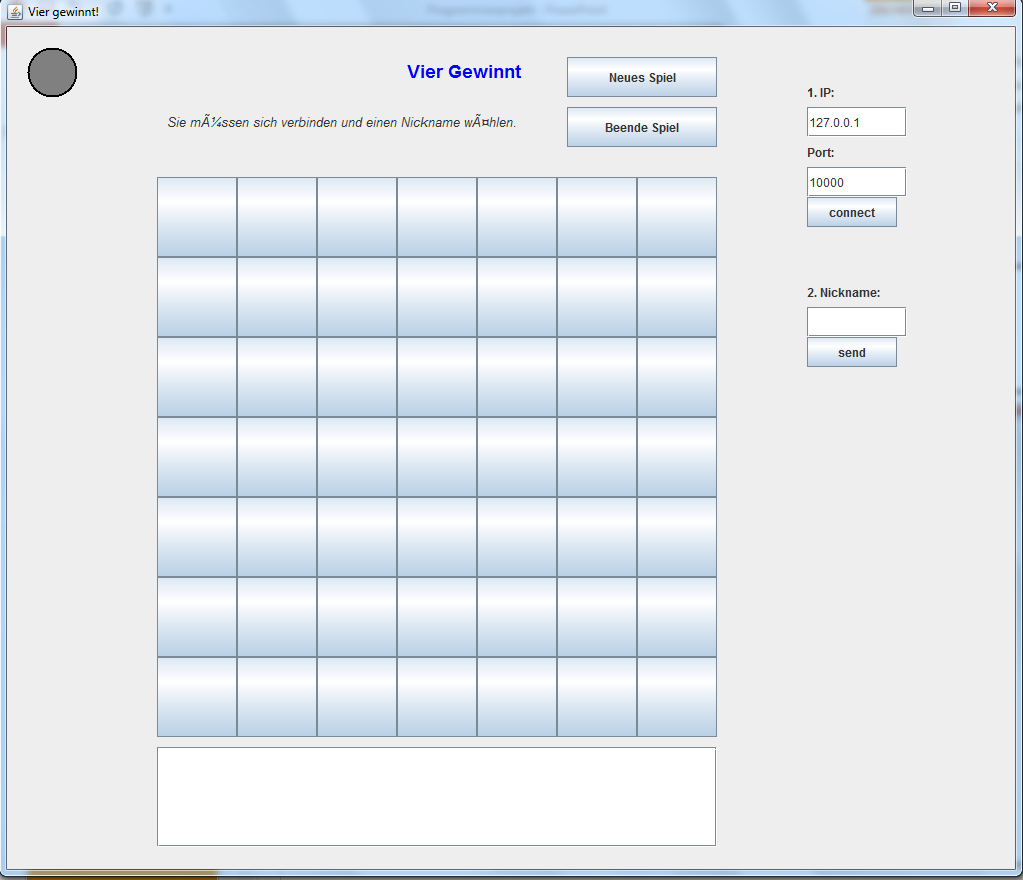 Vier gewinnt!
Vier Gewinnt
Neues Spiel
Sie mÃ¼ssen sich verbinden und einen Nickname wÃ¤hlen.
Beende Spiel
1. IP:
127.0.0.1
Port:
10000
connect
2. Nickname:
send